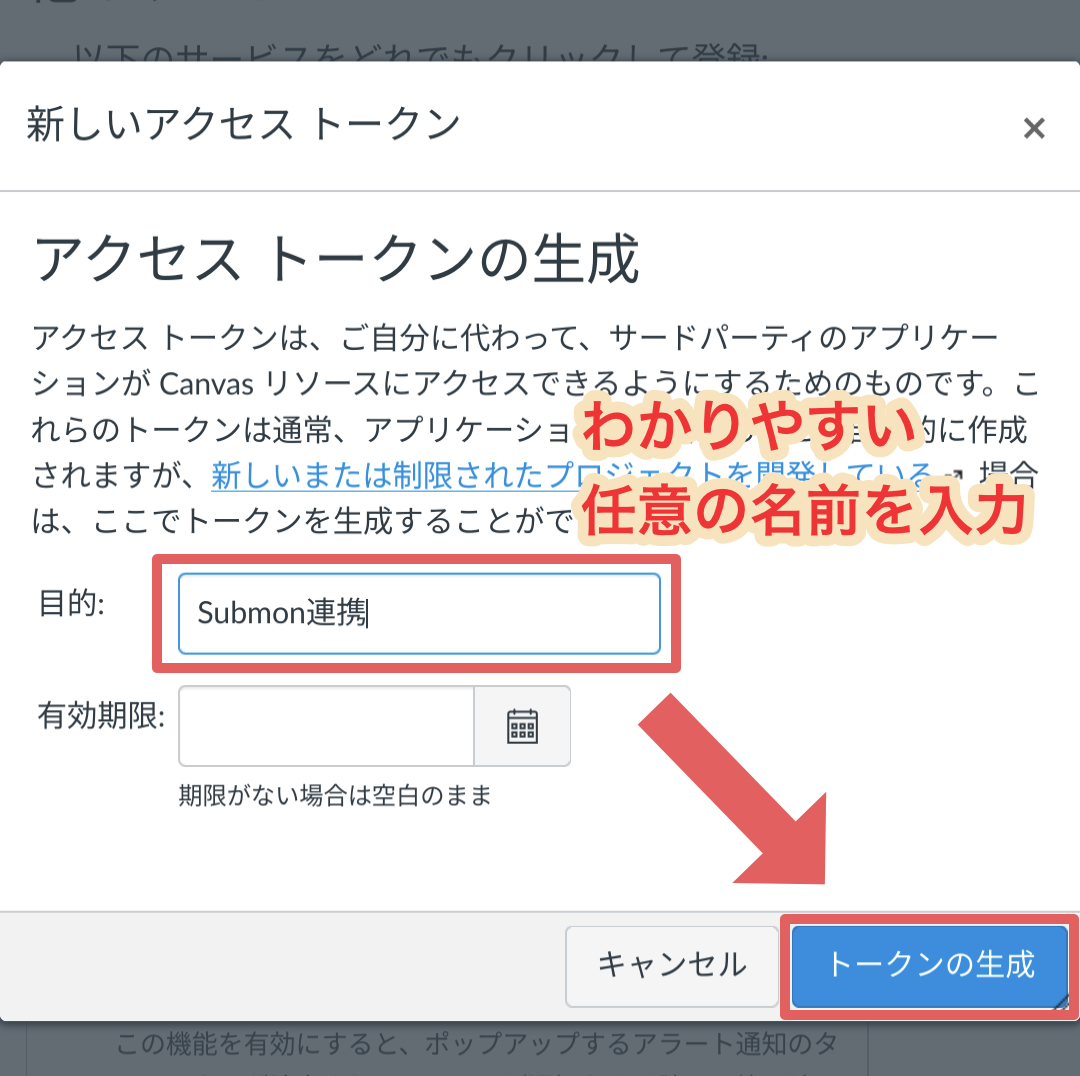 以下のサービスをどれでもクリックして登録:
新しいアクセス トークン
×
アクセス トークンの生成
アクセス トークンは、ご自分に代わって、サードパーティのアプリケー
ションが Canvas リソースにアクセスできるようにするためのものです。こ
れらのトークンは通常、アプリケーショ 的に作成
されますが、新しいまたは制限されたプロジェクトを開発している 場合
は、ここでトークンを生成することがで
わかりやすい
任意の名前を入力
目的:
Submon連携
有効期限:
期限がない場合は空白のまま
キャンセル
トークンの生成
この機能を有効にすると、ポップアップするアラート通知のタ